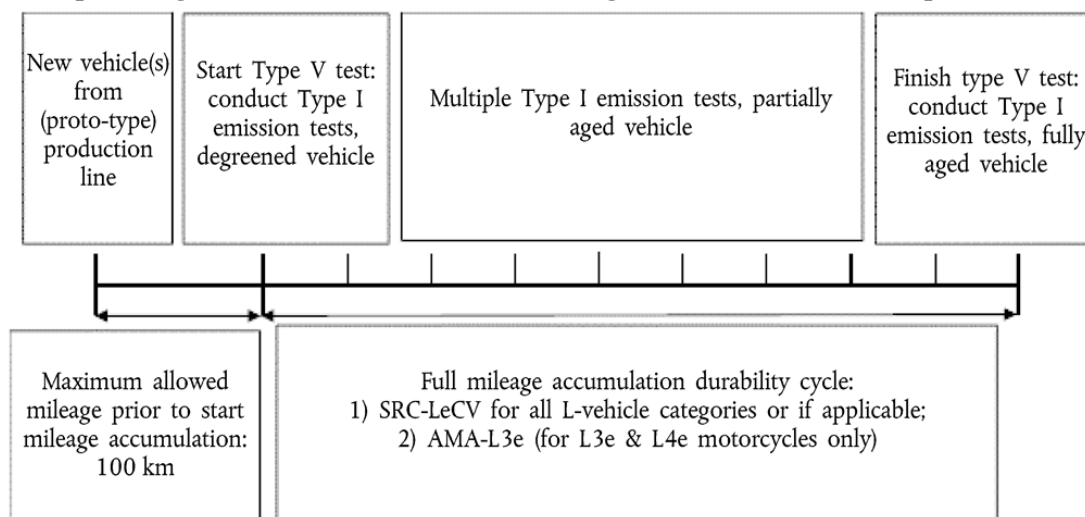 New vehicle(s)
from
(proto-type)
production
line
Start Type V test:
conduct Type I
emission tests,
degreened vehicle
Multiple Type I emission tests, partially
aged vehicle
Finish type V test:
conduct Type I
emission tests, fully
aged vehicle
Maximum allowed
mileage prior to start
mileage accumulation:
100 km
Full mileage accumulation durability cycle:
1) SRC-LeCV for all L-vehicle categories or if applicable;
2) AMA-L3e (for L3e & L4e motorcycles only)